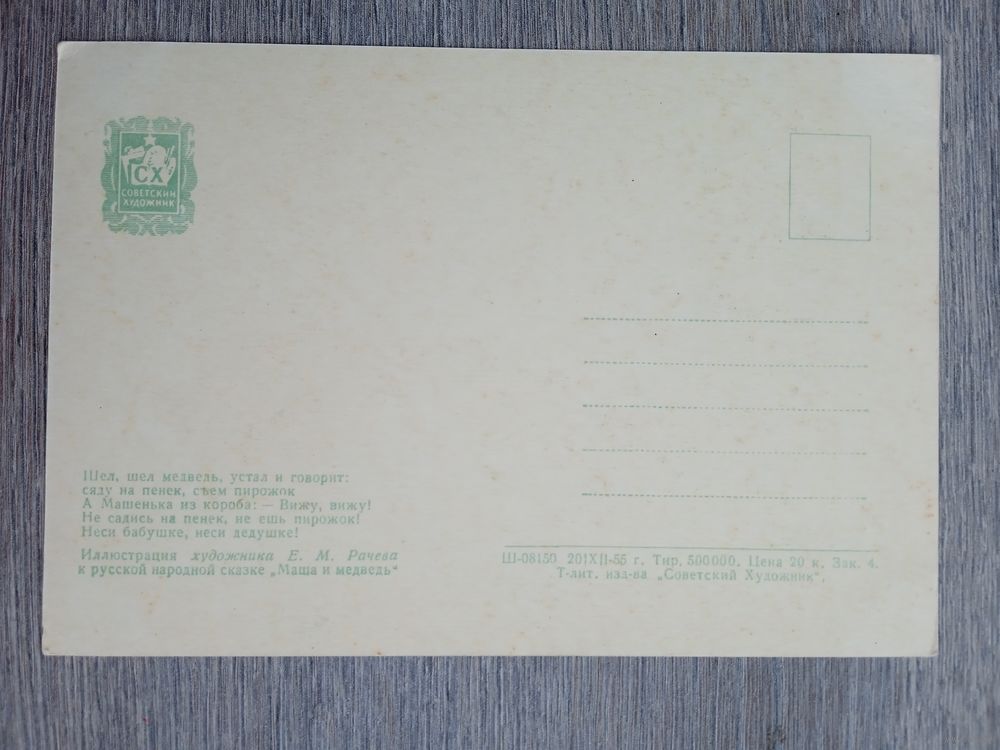 СХ
СОВЕТСКИЙ
ХУДОЖНИК
Шел, шел медведь, устал и говорит:
сяду на пенек, съем пирожок
А Машенька из короба: — Вижу, вижу!
Не садись на пенек, не ешь пирожок!
Неси бабушке, неси дедушке!
Иллюстрация художника Е. М. Рачева
к русской народной сказке „Маша и медведь“
Ш-08150 20/XII-55 г. Тир. 500000. Цена 20 к. Зак. 4.
Т-лит. изд-ва „Советский Художник“.